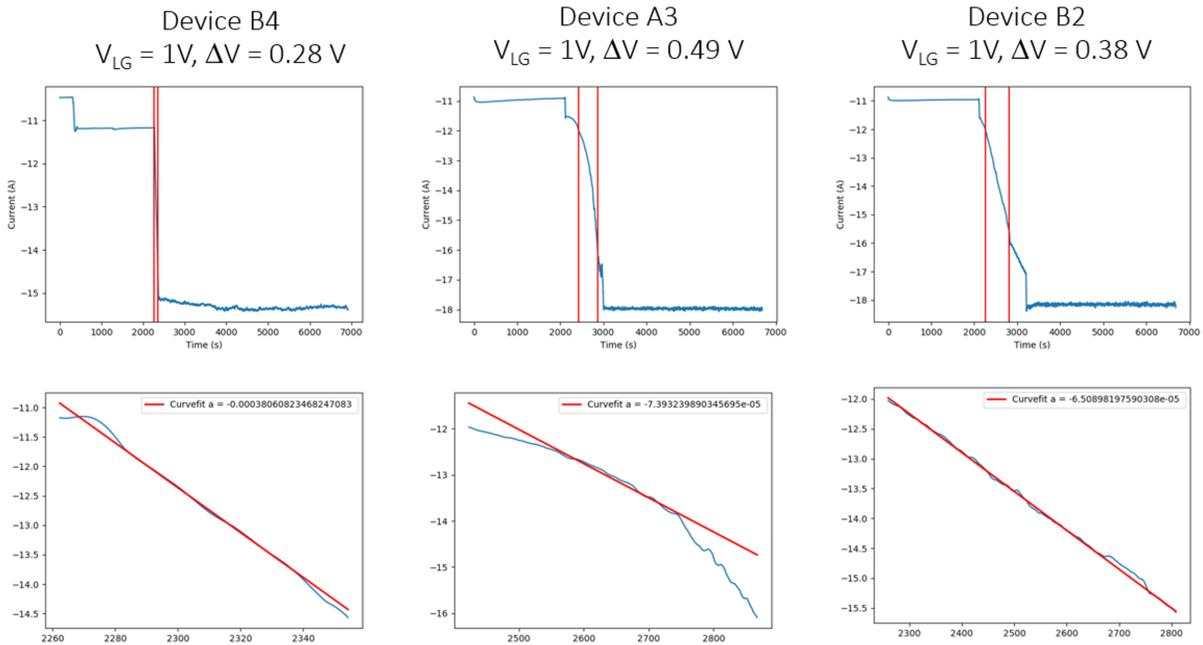 Device B4
V_LG = 1V, ΔV = 0.28 V
Device A3
V_LG = 1V, ΔV = 0.49 V
Device B2
V_LG = 1V, ΔV = 0.38 V
Current (A)
−11
−12
−13
−14
−15
0 1000 2000 3000 4000 5000 6000 7000
Time (s)
Current (A)
−11
−12
−13
−14
−15
−16
−17
−18
0 1000 2000 3000 4000 5000 6000 7000
Time (s)
Current (A)
−11
−12
−13
−14
−15
−16
−17
−18
0 1000 2000 3000 4000 5000 6000 7000
Time (s)
Curvefit a = -0.00038060823468247083
−11.0
−11.5
−12.0
−12.5
−13.0
−13.5
−14.0
−14.5
2260 2280 2300 2320 2340
Curvefit a = -7.393239890345695e-05
−12
−13
−14
−15
−16
2500 2600 2700 2800
Curvefit a = -6.50898197590308e-05
−12.0
−12.5
−13.0
−13.5
−14.0
−14.5
−15.0
−15.5
2300 2400 2500 2600 2700 2800